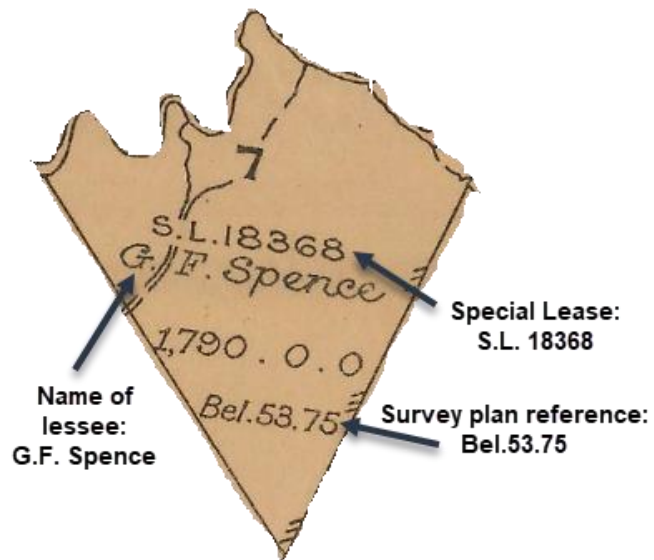 7
S.L.18368
G. F. Spence
1,790 . 0 . 0
Bel.53.75
Special Lease:
S.L. 18368
Name of
lessee:
G.F. Spence
Survey plan reference:
Bel.53.75